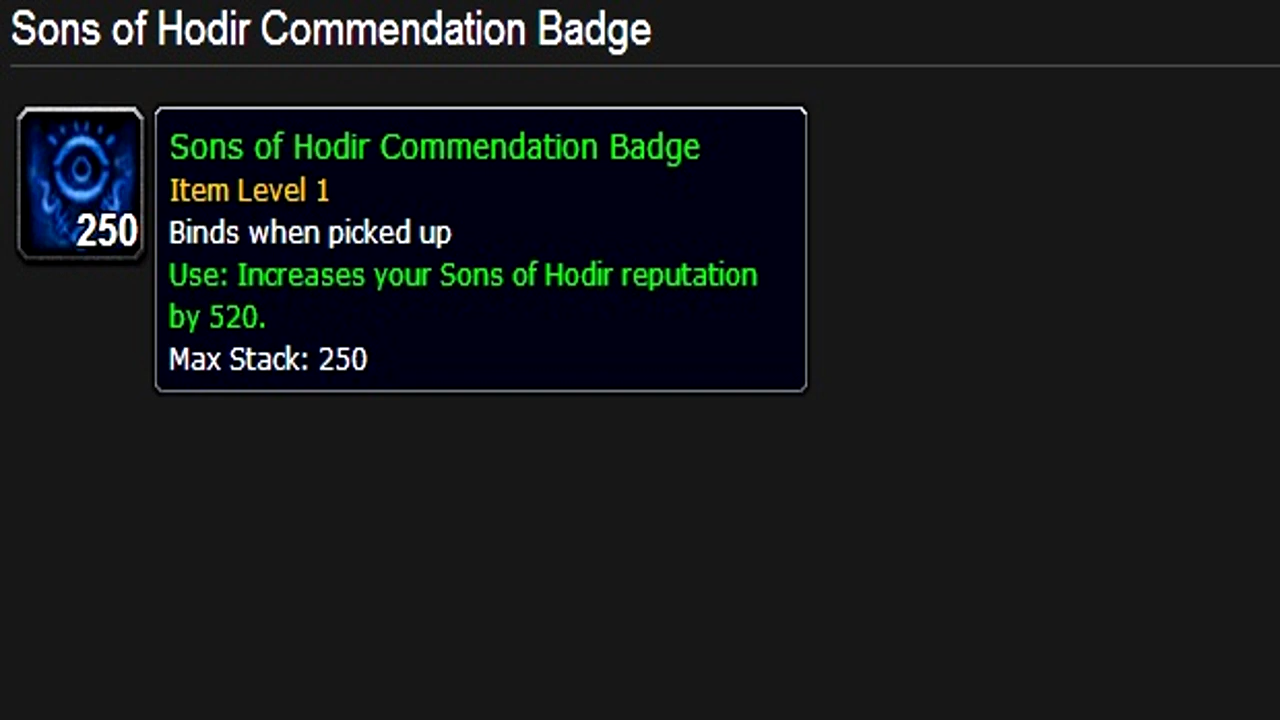 Sons of Hodir Commendation Badge
250
Sons of Hodir Commendation Badge
Item Level 1
Binds when picked up
Use: Increases your Sons of Hodir reputation
by 520.
Max Stack: 250